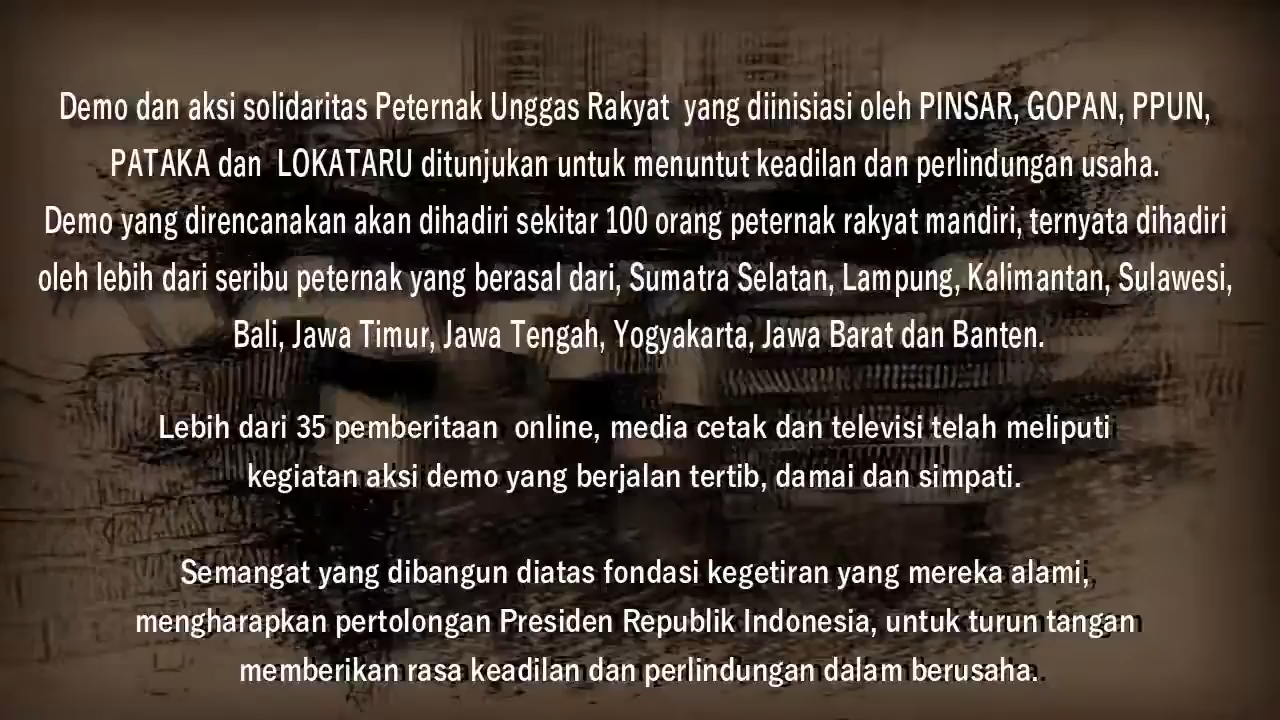 Demo dan aksi solidaritas Peternak Unggas Rakyat yang diinisiasi oleh PINSAR, GOPAN, PPUN,
PATAKA dan LOKATARU ditunjukan untuk menuntut keadilan dan perlindungan usaha.
Demo yang direncanakan akan dihadiri sekitar 100 orang peternak rakyat mandiri, ternyata dihadiri
oleh lebih dari seribu peternak yang berasal dari, Sumatra Selatan, Lampung, Kalimantan, Sulawesi,
Bali, Jawa Timur, Jawa Tengah, Yogyakarta, Jawa Barat dan Banten.
Lebih dari 35 pemberitaan online, media cetak dan televisi telah meliputi
kegiatan aksi demo yang berjalan tertib, damai dan simpati.
Semangat yang dibangun diatas fondasi kegetiran yang mereka alami,
mengharapkan pertolongan Presiden Republik Indonesia, untuk turun tangan
memberikan rasa keadilan dan perlindungan dalam berusaha.